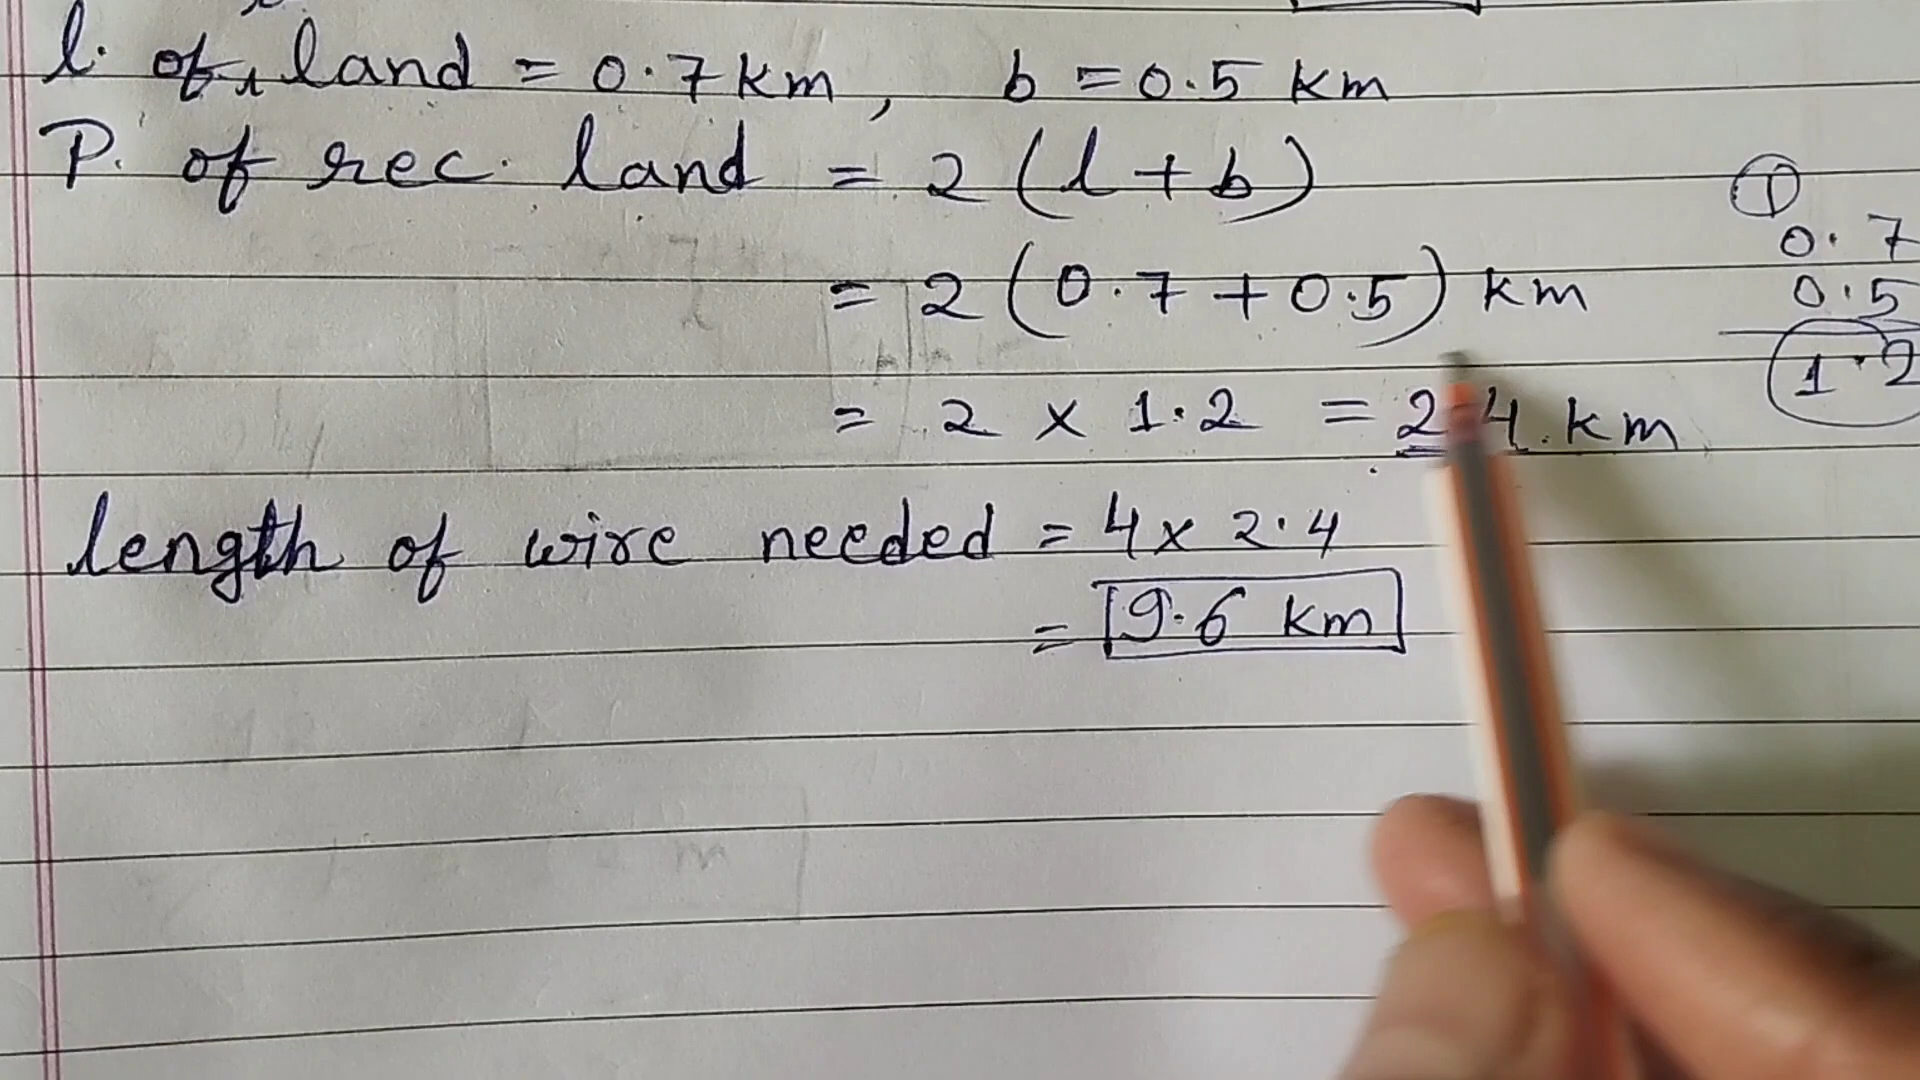 l. of land = 0.7 km, b = 0.5 km
P. of rec. land = 2 (l + b)
= 2 (0.7 + 0.5) km
= 2 x 1.2 = 2.4 km
length of wire needed = 4 x 2.4
= 9.6 km
1
0.7
0.5
1.2